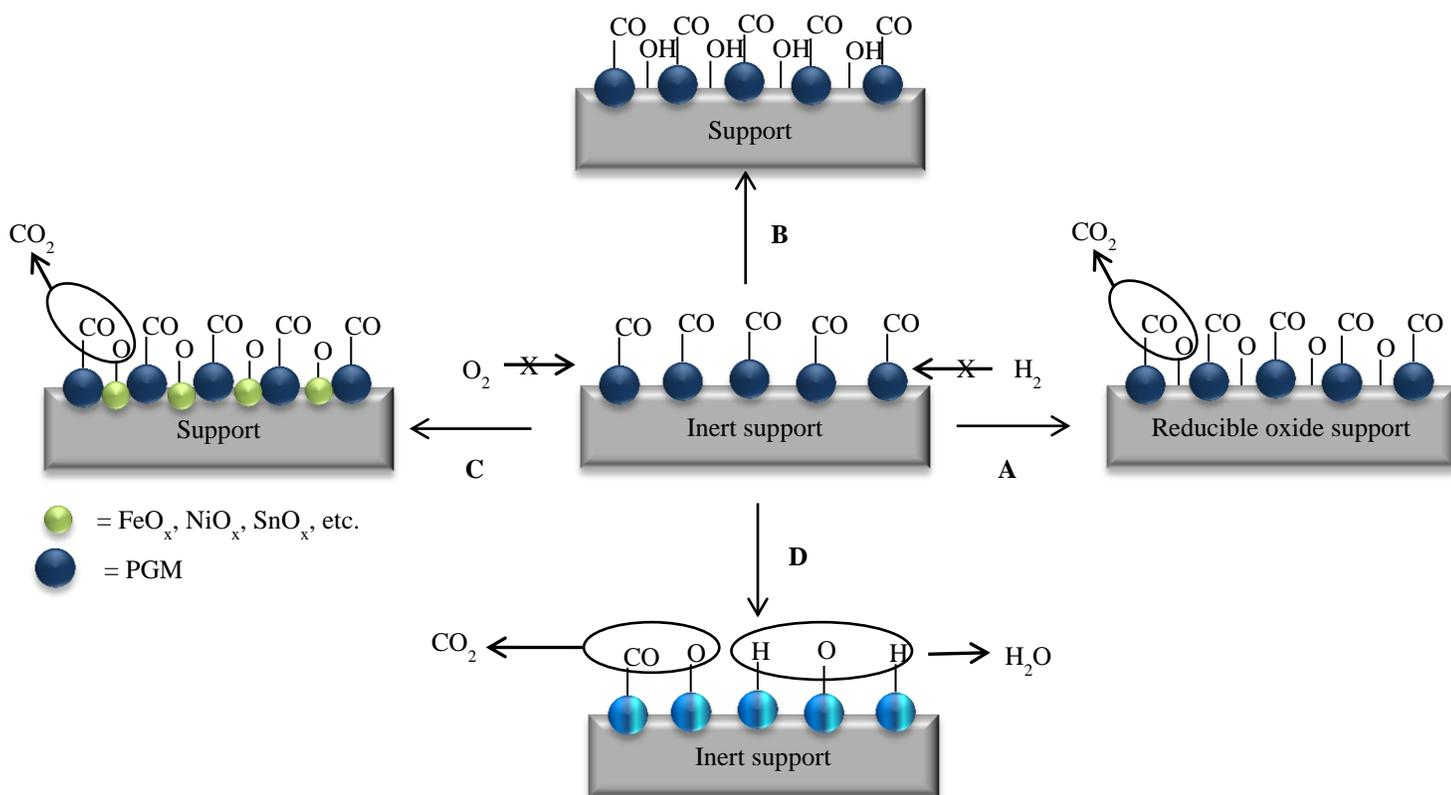 CO CO CO CO CO
OH OH OH OH
Support
B
CO₂
CO CO CO CO CO
O O O O
Support
C
= FeOₓ, NiOₓ, SnOₓ, etc.
= PGM
O₂ X
CO CO CO CO CO
Inert support
X H₂
A
CO₂
CO CO CO CO CO
O O O O
Reducible oxide support
D
CO₂
CO O H O H
H₂O
Inert support